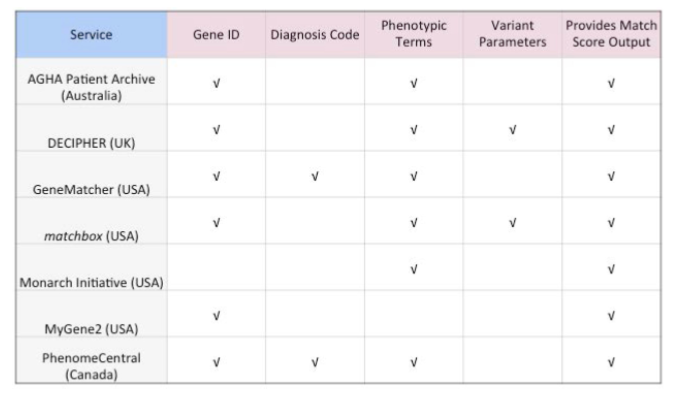 Service Gene ID Diagnosis Code Phenotypic Terms Variant Parameters Provides Match Score Output
AGHA Patient Archive (Australia) √ √ √
DECIPHER (UK) √ √ √ √
GeneMatcher (USA) √ √ √ √
matchbox (USA) √ √ √ √
Monarch Initiative (USA) √ √
MyGene2 (USA) √ √
PhenomeCentral (Canada) √ √ √ √